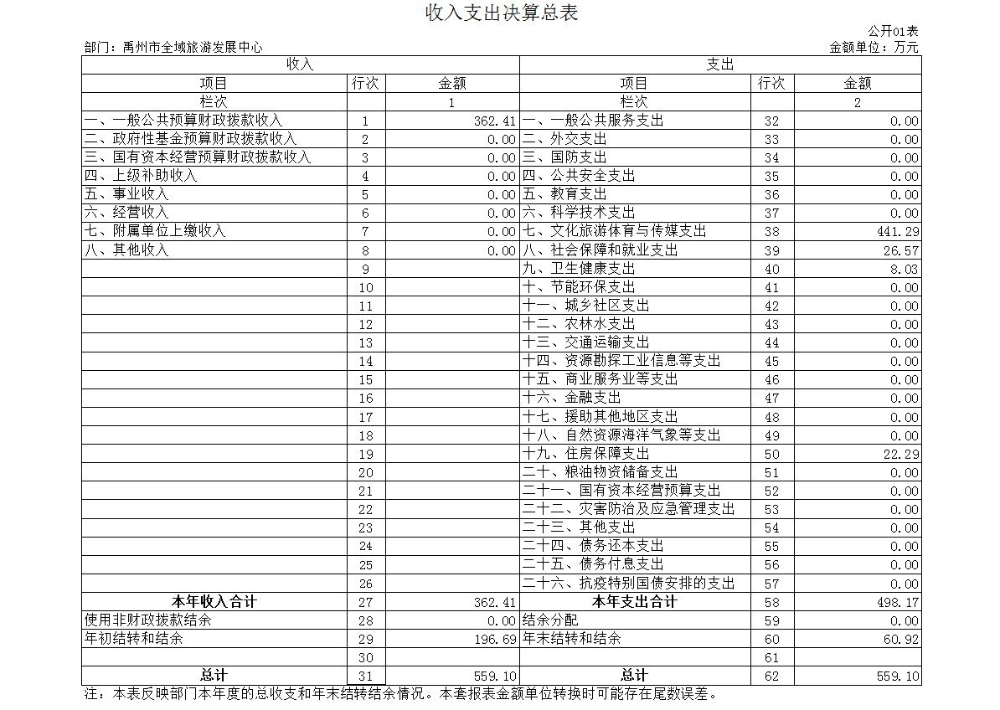 收入支出决算总表
公开01表
部门：禹州市全域旅游发展中心 金额单位：万元
收入 支出
项目 行次 金额 项目 行次 金额
栏次 1 栏次 2
一、一般公共预算财政拨款收入 1 362.41 一、一般公共服务支出 32 0.00
二、政府性基金预算财政拨款收入 2 0.00 二、外交支出 33 0.00
三、国有资本经营预算财政拨款收入 3 0.00 三、国防支出 34 0.00
四、上级补助收入 4 0.00 四、公共安全支出 35 0.00
五、事业收入 5 0.00 五、教育支出 36 0.00
六、经营收入 6 0.00 六、科学技术支出 37 0.00
七、附属单位上缴收入 7 0.00 七、文化旅游体育与传媒支出 38 441.29
八、其他收入 8 0.00 八、社会保障和就业支出 39 26.57
9 九、卫生健康支出 40 8.03
10 十、节能环保支出 41 0.00
11 十一、城乡社区支出 42 0.00
12 十二、农林水支出 43 0.00
13 十三、交通运输支出 44 0.00
14 十四、资源勘探工业信息等支出 45 0.00
15 十五、商业服务业等支出 46 0.00
16 十六、金融支出 47 0.00
17 十七、援助其他地区支出 48 0.00
18 十八、自然资源海洋气象等支出 49 0.00
19 十九、住房保障支出 50 22.29
20 二十、粮油物资储备支出 51 0.00
21 二十一、国有资本经营预算支出 52 0.00
22 二十二、灾害防治及应急管理支出 53 0.00
23 二十三、其他支出 54 0.00
24 二十四、债务还本支出 55 0.00
25 二十五、债务付息支出 56 0.00
26 二十六、抗疫特别国债安排的支出 57 0.00
本年收入合计 27 362.41 本年支出合计 58 498.17
使用非财政拨款结余 28 0.00 结余分配 59 0.00
年初结转和结余 29 196.69 年末结转和结余 60 60.92
30 61
总计 31 559.10 总计 62 559.10
注：本表反映部门本年度的总收支和年末结转结余情况。本套报表金额单位转换时可能存在尾数误差。